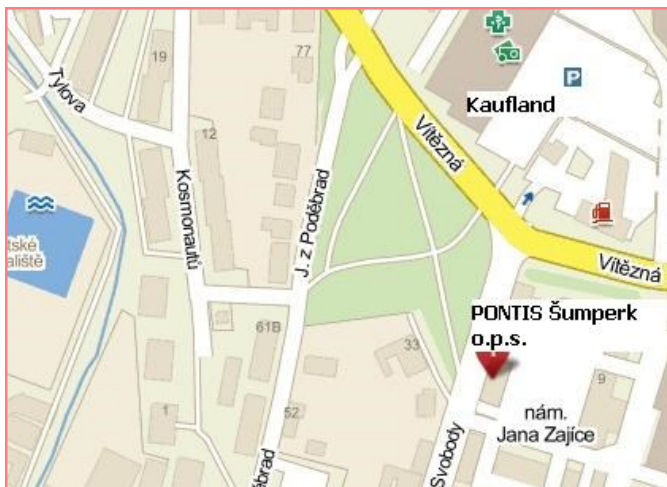 77
19
P
Kaufland
Tylova
12
Vítězná
Kosmonautů
J. z Poděbrad
tské
aliště
Vítězná
PONTIS Šumperk
o.p.s.
61B
33
9
1
52
nám.
Jana Zajíce
Svobody
brad